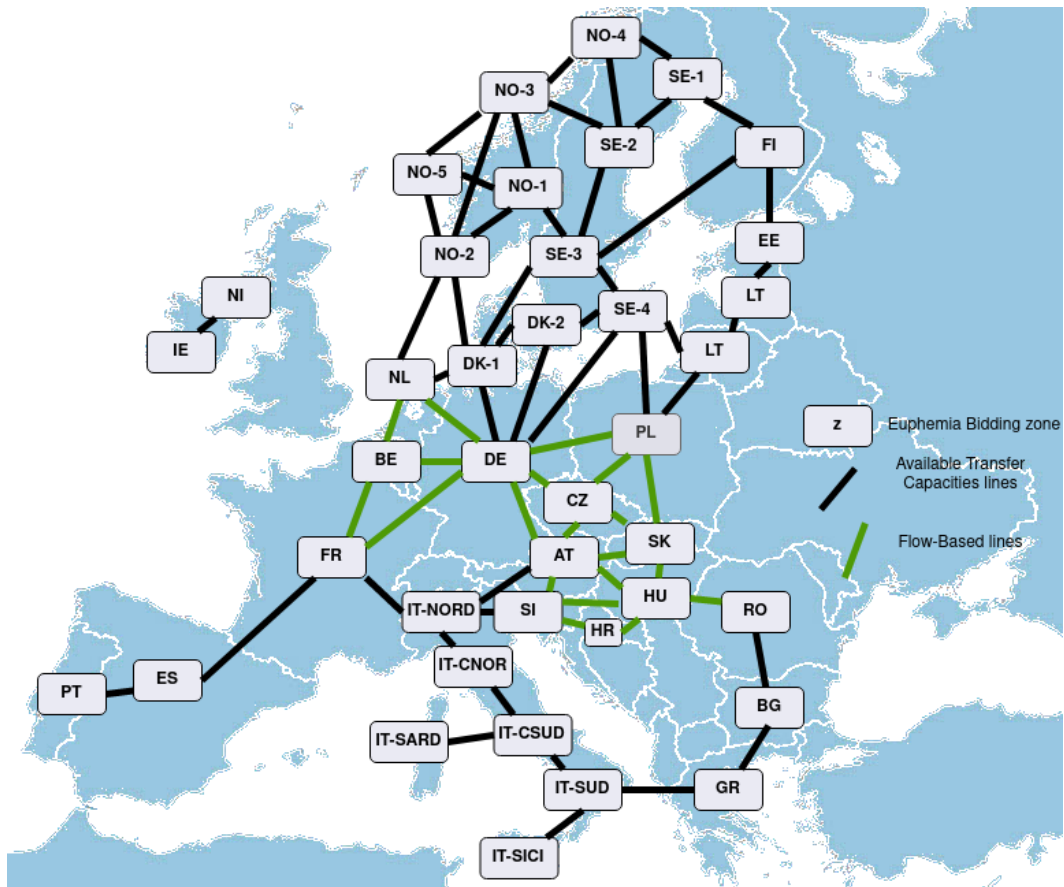 NO-4
SE-1
NO-3
SE-2
FI
NO-5
NO-1
NO-2
SE-3
EE
NI
LT
SE-4
DK-2
IE
LT
DK-1
NL
PL
z
Euphemia Bidding zone
BE
DE
Available Transfer
Capacities lines
CZ
FR
AT
SK
Flow-Based lines
HU
IT-NORD
SI
RO
HR
IT-CNOR
ES
PT
BG
IT-SARD
IT-CSUD
IT-SUD
GR
IT-SICI